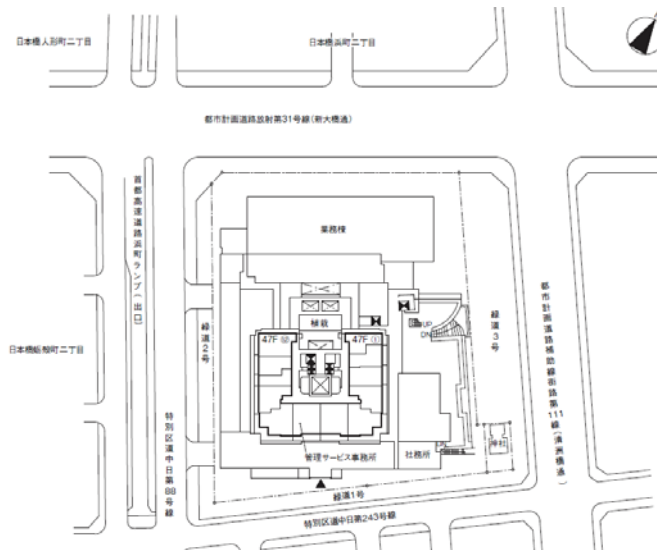 日本橋人形町二丁目
日本橋浜町二丁目
都市計画道路放射第31号線(新大橋通)
首都高速道路浜町ランプ(出口)
業務棟
緑道2号
植栽
47F
47F
UP
DN
緑道3号
都市計画道路補助線街路第111線(清洲橋通)
日本橋蛎殻町二丁目
特別区道中日第88号線
神社
管理サービス事務所
社務所
緑道1号
特別区道中日第243号線